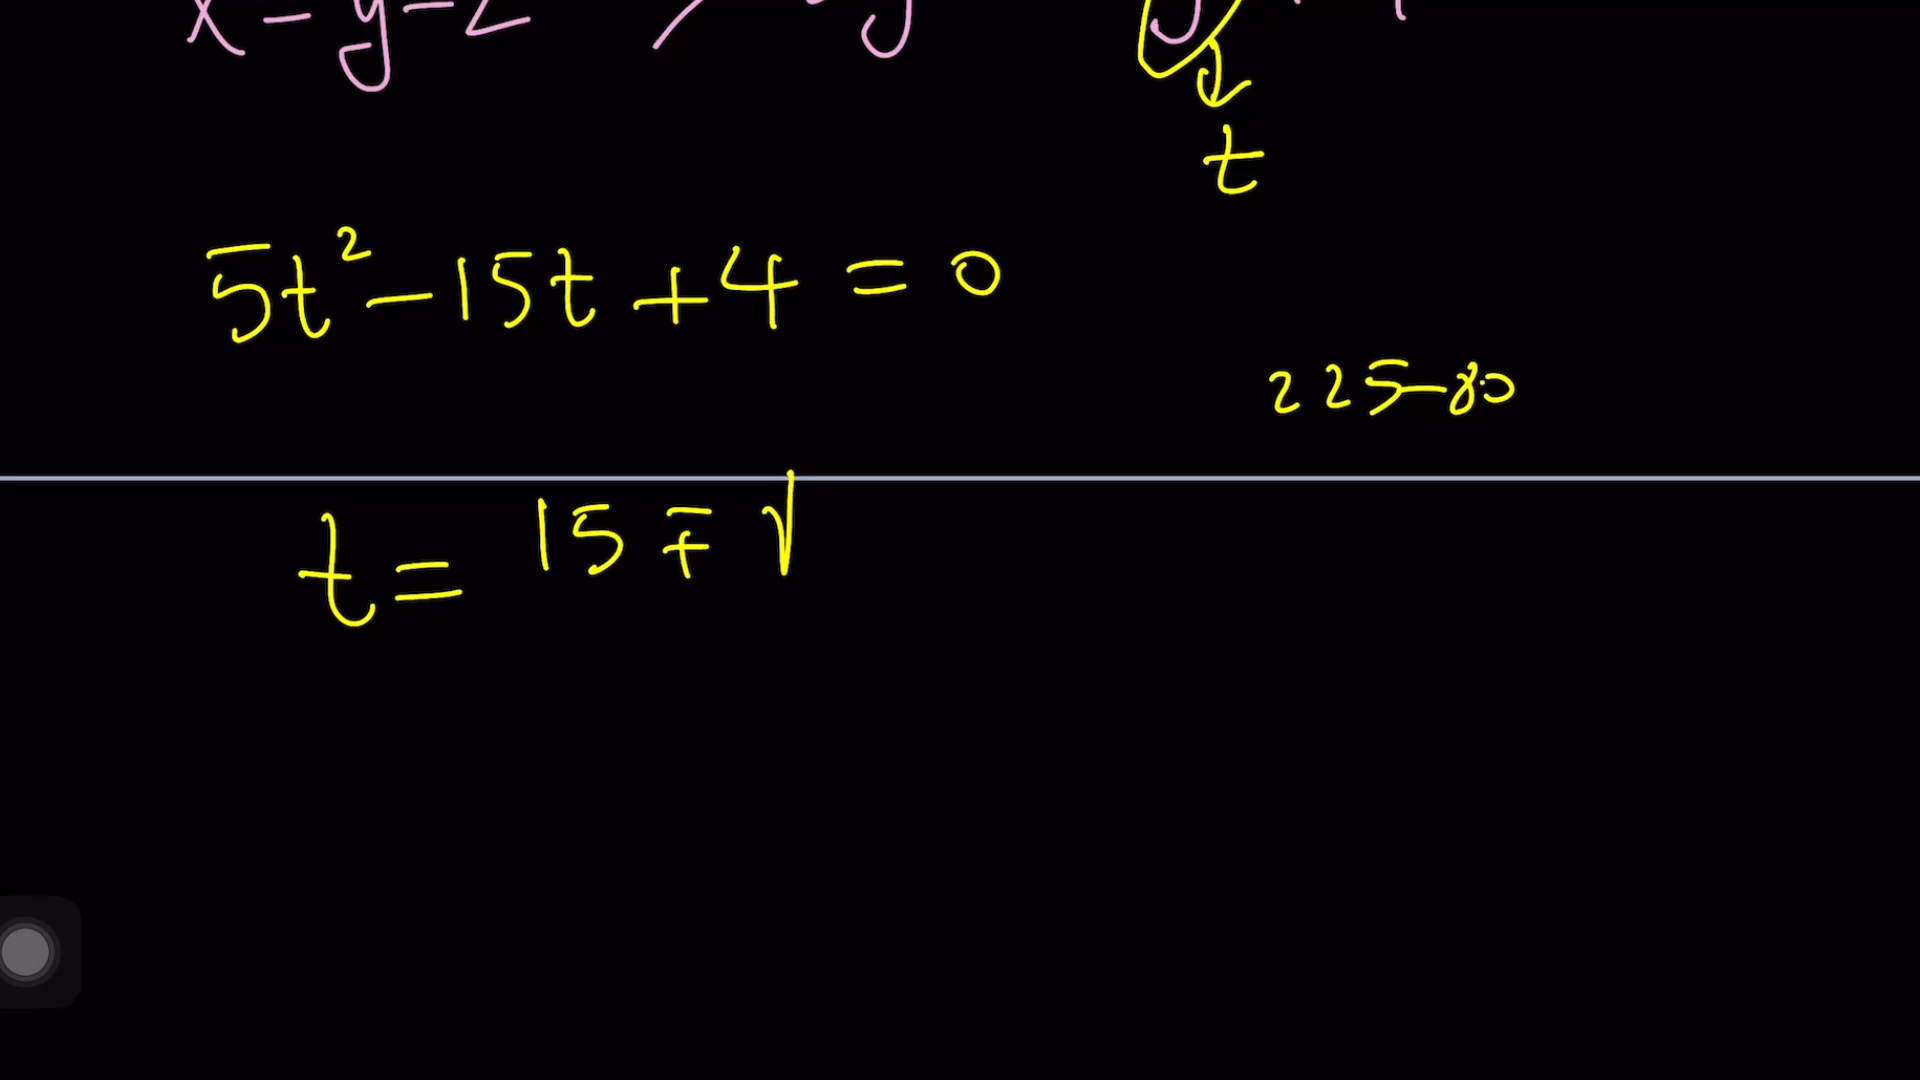 x - y - z
t
5t² - 15t + 4 = 0
225-80
t = 15 ∓ √